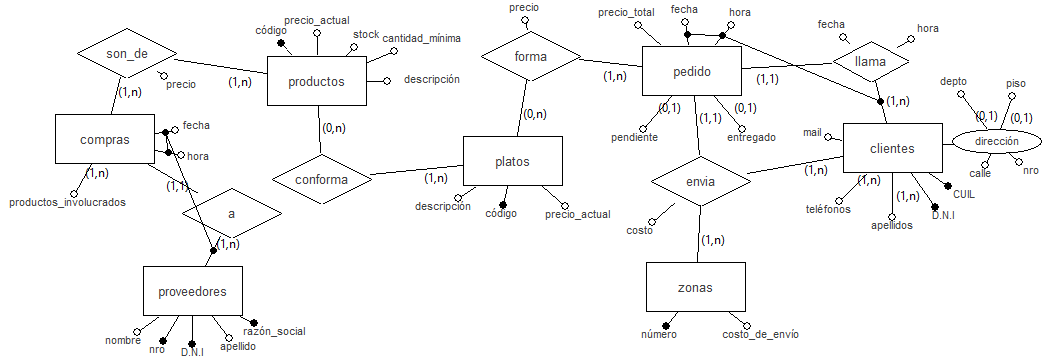 precio
precio_total
fecha
hora
fecha
hora
precio_actual
código
stock
cantidad_mínima
son_de
(1,n)
precio
productos
descripción
forma
(1,n)
pedido
(1,1)
llama
(1,n)
depto
piso
(1,n)
(0,n)
(0,n)
(0,1)
(1,1)
(0,1)
pendiente
entregado
mail
(0,1)
(0,1)
compras
fecha
hora
clientes
dirección
calle
nro
platos
conforma
(1,n)
envia
(1,n)
(1,n)
(1,n)
(1,1)
(1,n)
productos_involucrados
descripción
código
precio_actual
teléfonos
apellidos
CUIL
D.N.I
a
costo
(1,n)
(1,n)
proveedores
zonas
nombre
nro
D.N.I
apellido
razón_social
número
costo_de_envío